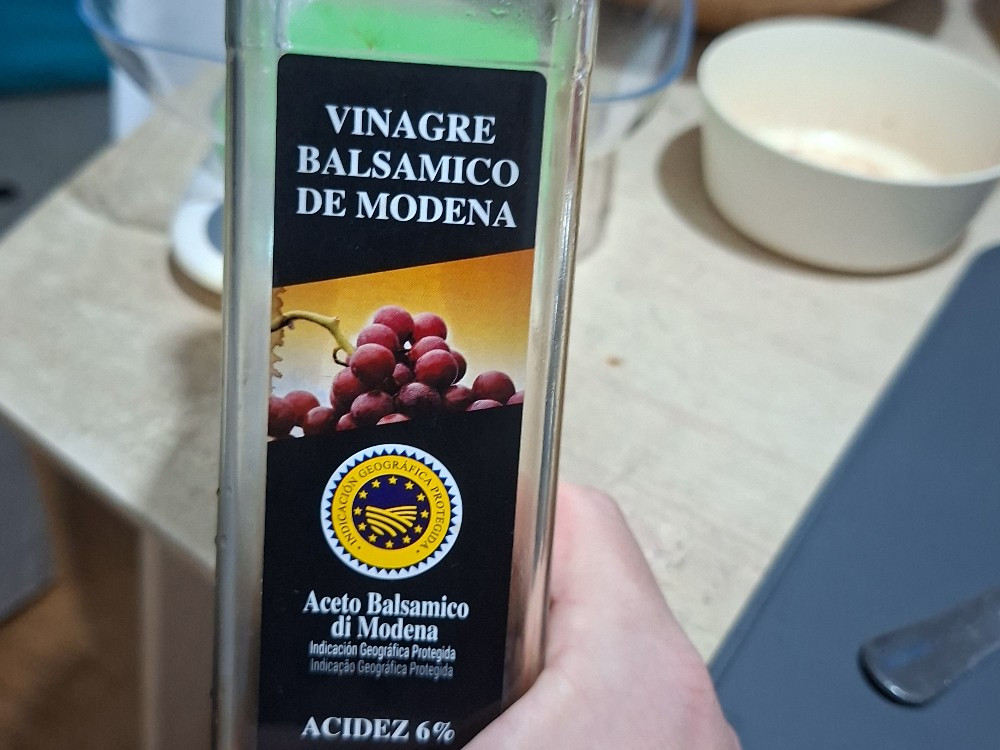 VINAGRE
BALSAMICO
DE MODENA
INDICACIÓN GEOGRÁFICA PROTEGIDA
Aceto Balsamico
di Modena
Indicación Geográfica Protegida
Indicação Geográfica Protegida
ACIDEZ 6%